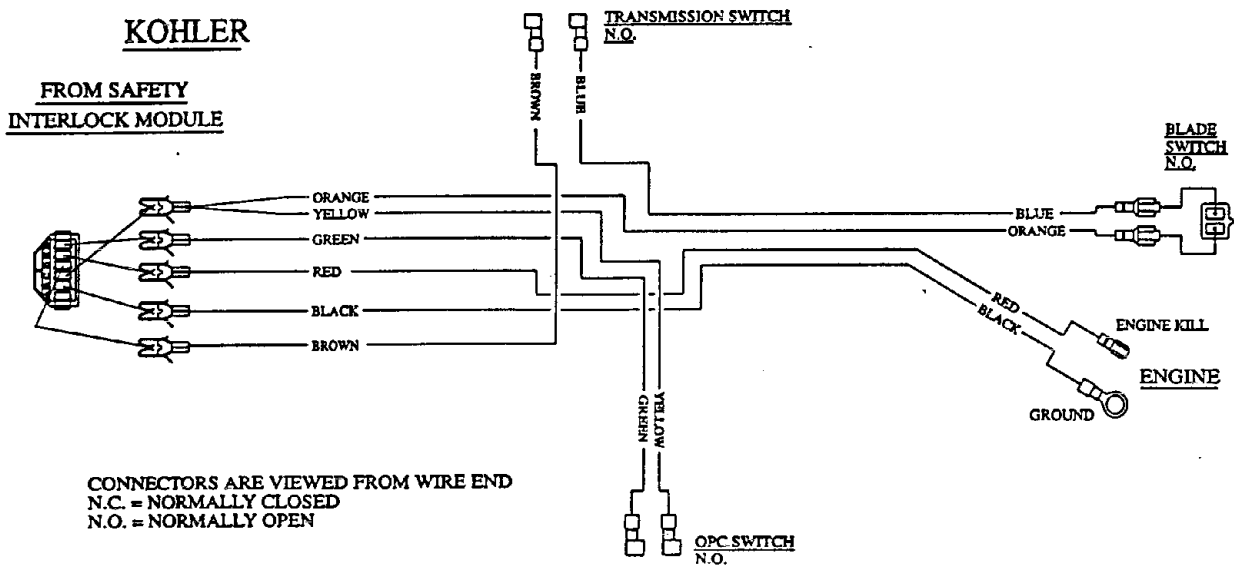 KOHLER
FROM SAFETY
INTERLOCK MODULE
TRANSMISSION SWITCH
N.O.
BROWN
BLUE
BLADE
SWITCH
N.O.
ORANGE
YELLOW
GREEN
RED
BLACK
BROWN
BLUE
ORANGE
RED
BLACK
ENGINE KILL
ENGINE
GROUND
GREEN
YELLOW
CONNECTORS ARE VIEWED FROM WIRE END
N.C. = NORMALLY CLOSED
N.O. = NORMALLY OPEN
OPC SWITCH
N.O.